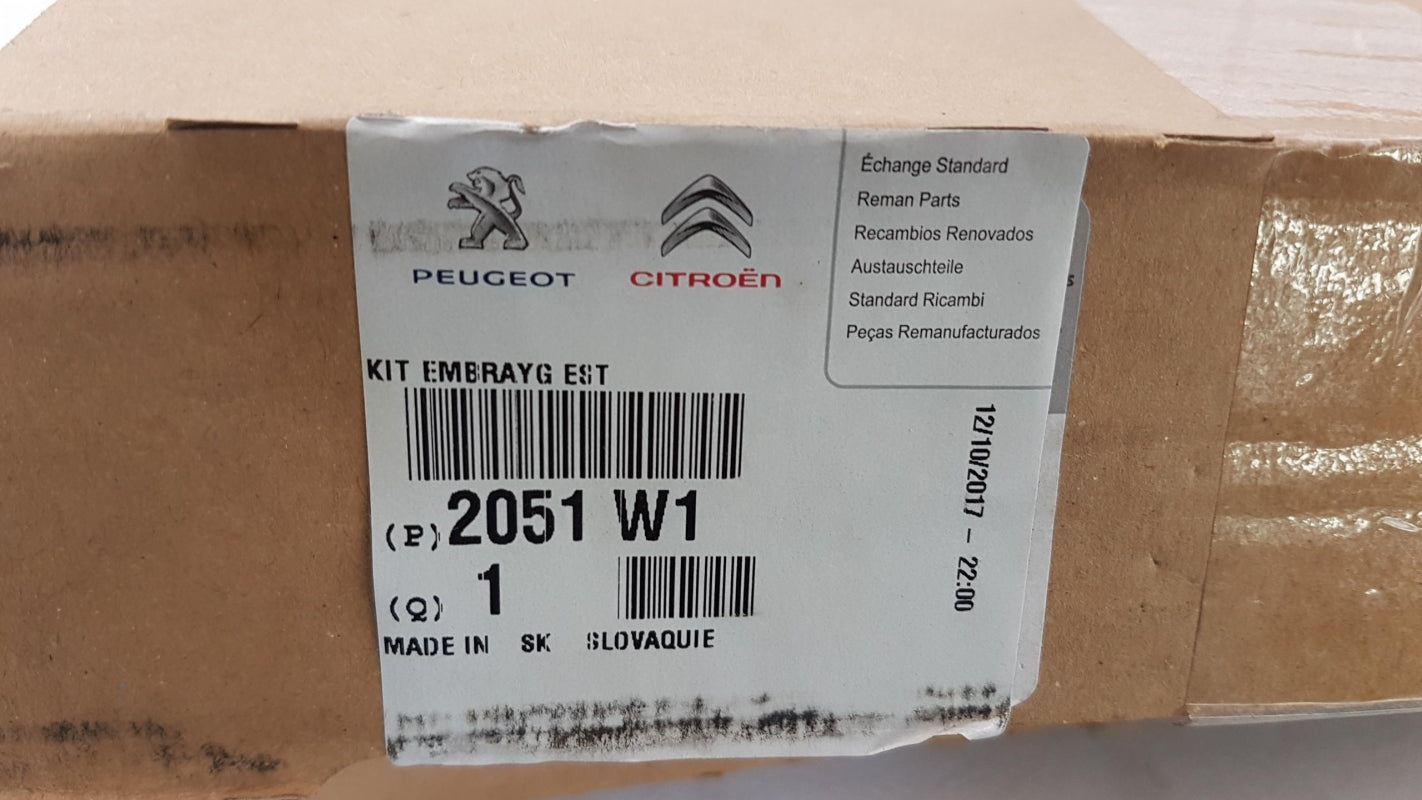 PEUGEOT
CITROËN
Échange Standard
Reman Parts
Recambios Renovados
Austauschteile
Standard Ricambi
Peças Remanufacturados
KIT EMBRAYG EST
(P) 2051 W1
(Q) 1
MADE IN SK SLOVAQUIE
12/10/2017 - 22:00
s